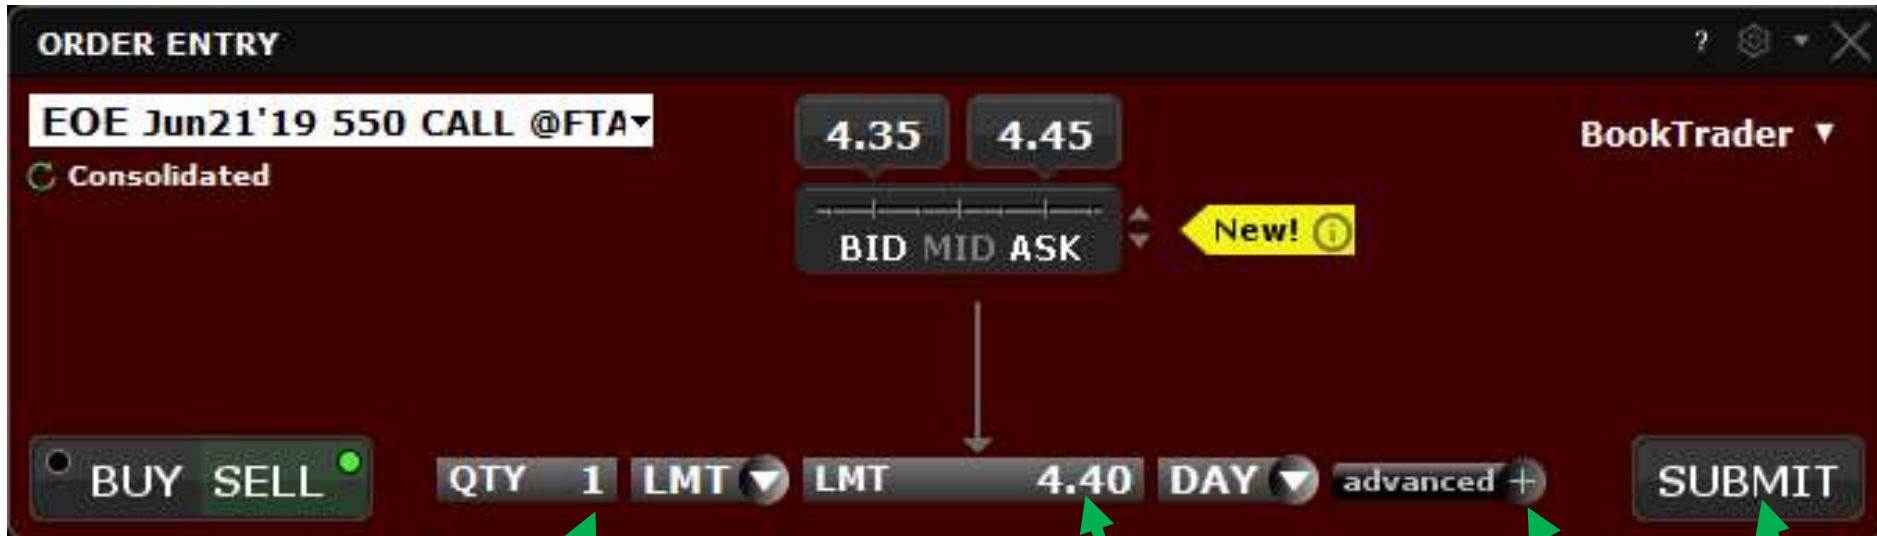 ORDER ENTRY ?
EOE Jun21'19 550 CALL @FTA
4.35 4.45
BookTrader
Consolidated
New!
BID MID ASK
BUY SELL QTY 1 LMT LMT 4.40 DAY advanced + SUBMIT